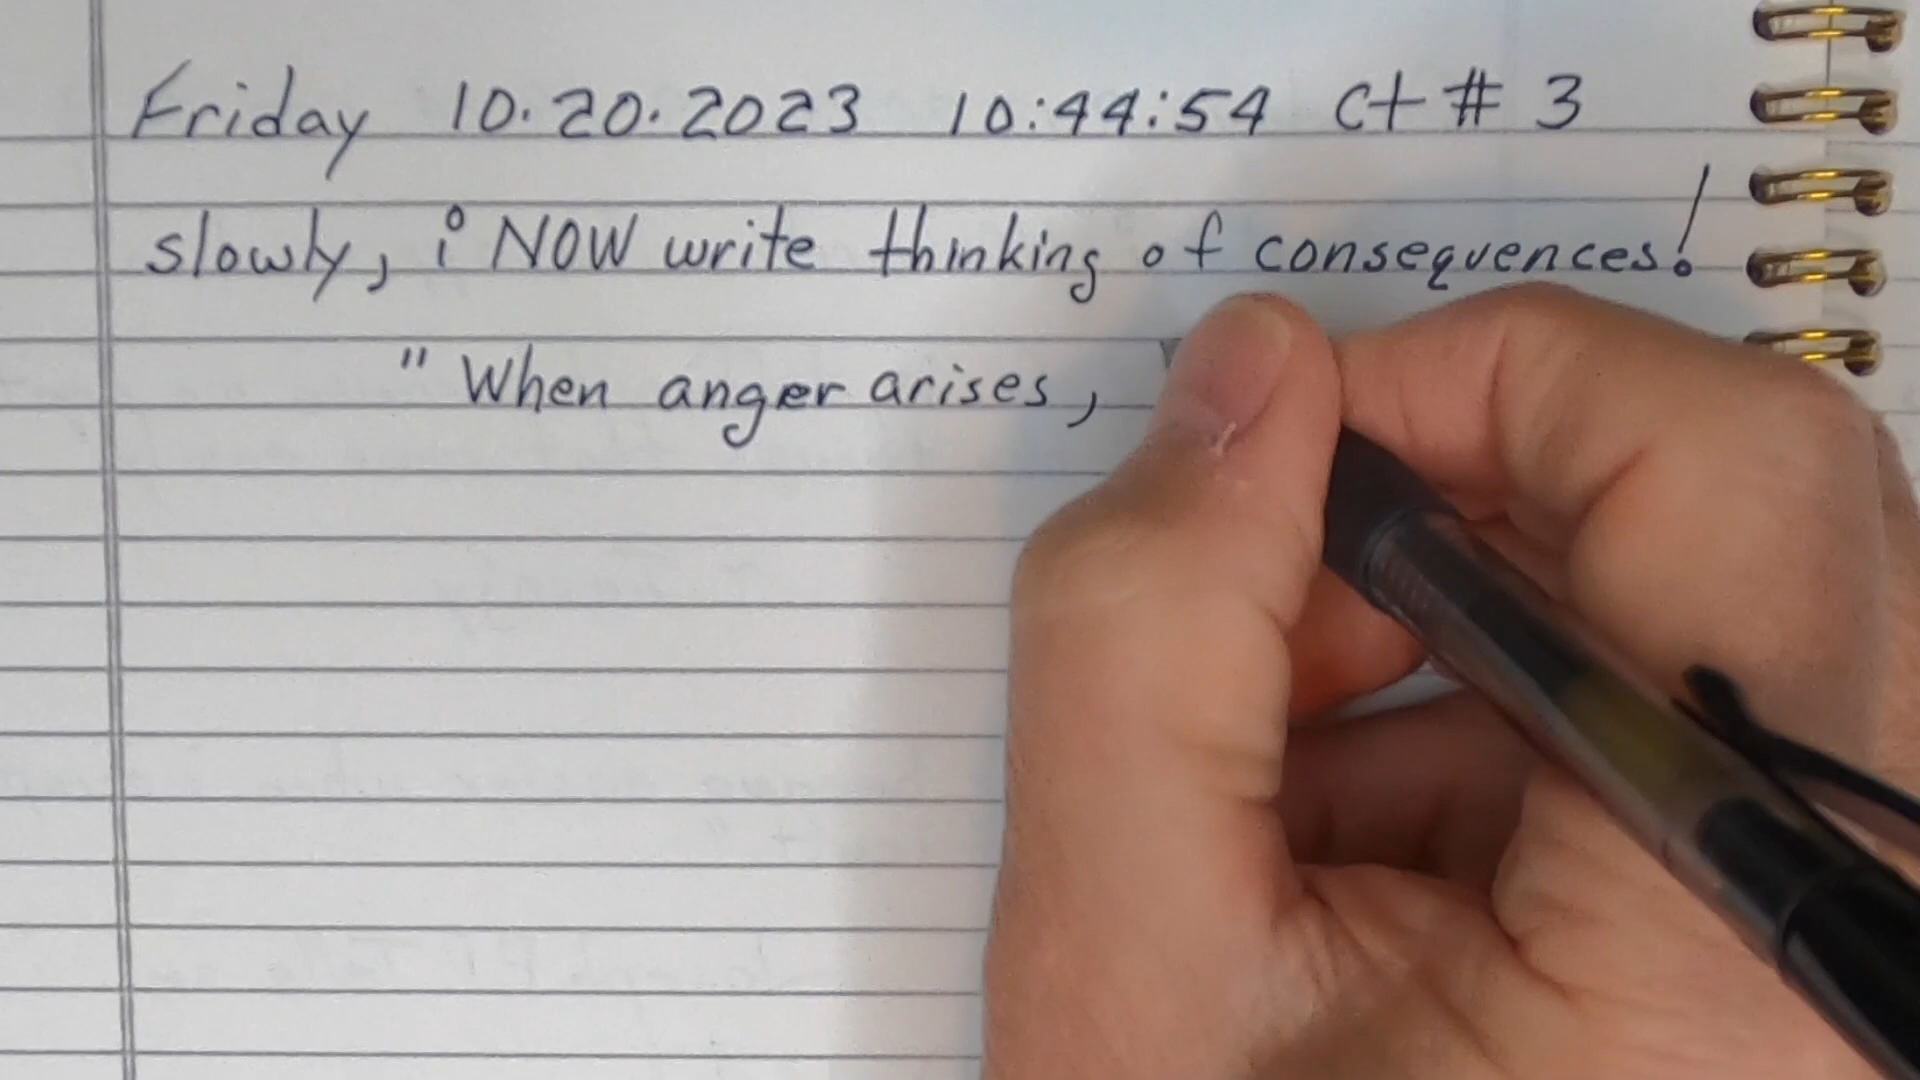 Friday 10.20.2023 10:44:54 ct # 3
slowly, i NOW write thinking of consequences!
"When anger arises,